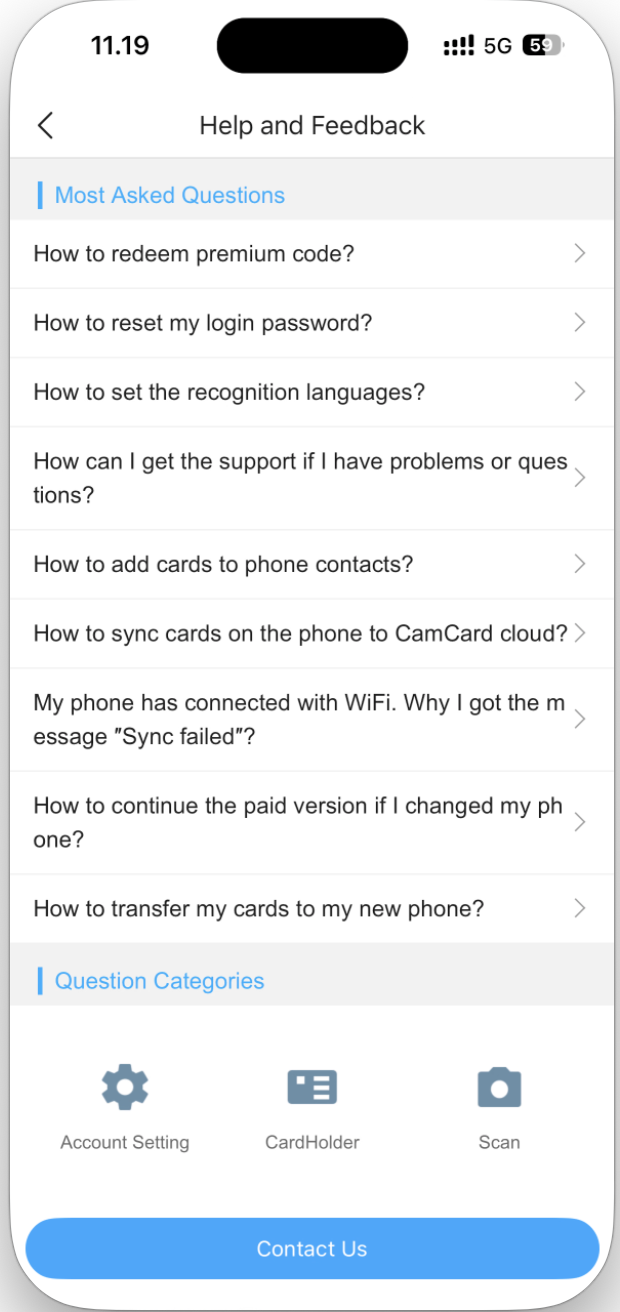 11.19
5G 59
Help and Feedback
Most Asked Questions
How to redeem premium code?
How to reset my login password?
How to set the recognition languages?
How can I get the support if I have problems or ques
tions?
How to add cards to phone contacts?
How to sync cards on the phone to CamCard cloud?
My phone has connected with WiFi. Why I got the m
essage "Sync failed"?
How to continue the paid version if I changed my ph
one?
How to transfer my cards to my new phone?
Question Categories
Account Setting
CardHolder
Scan
Contact Us